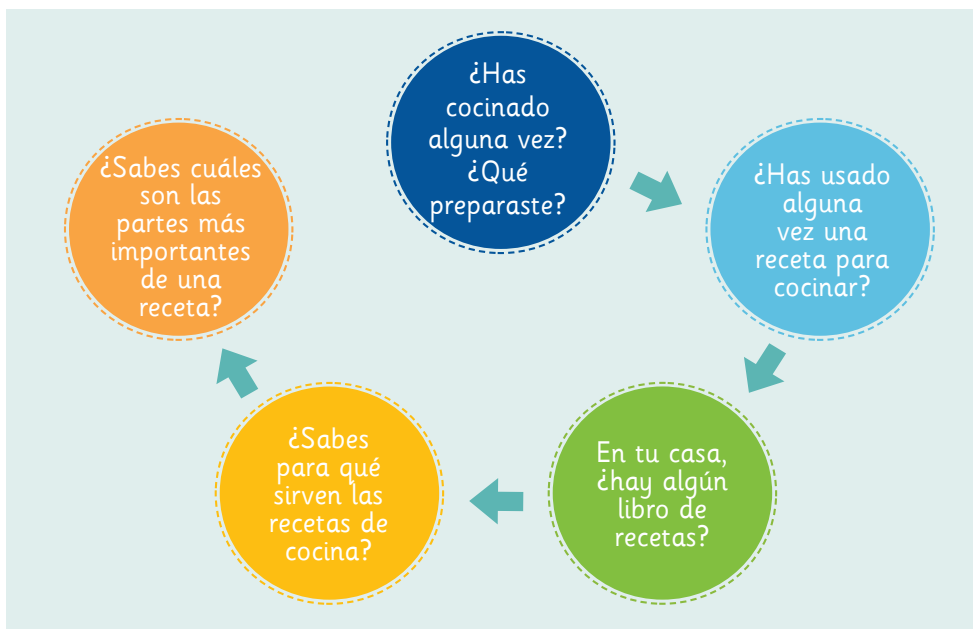 ¿Has
cocinado
alguna vez?
¿Qué
preparaste?
¿Has usado
alguna
vez una
receta para
cocinar?
En tu casa,
¿hay algún
libro de
recetas?
¿Sabes
para qué
sirven las
recetas de
cocina?
¿Sabes cuáles
son las
partes más
importantes
de una
receta?